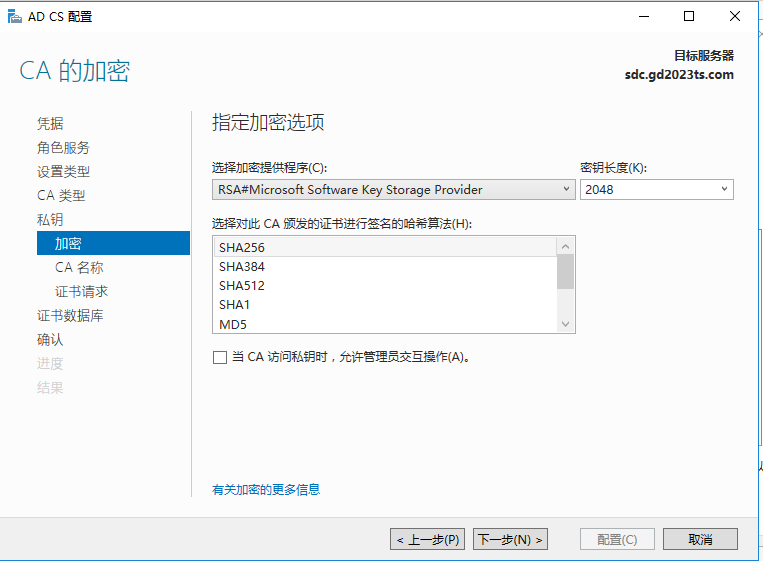 AD CS 配置
CA 的加密
目标服务器
sdc.gd2023ts.com
凭据
角色服务
设置类型
CA 类型
私钥
加密
CA 名称
证书请求
证书数据库
确认
进度
结果
指定加密选项
选择加密提供程序(C):
密钥长度(K):
RSA#Microsoft Software Key Storage Provider
2048
选择对此 CA 颁发的证书进行签名的哈希算法(H):
SHA256
SHA384
SHA512
SHA1
MD5
当 CA 访问私钥时，允许管理员交互操作(A)。
有关加密的更多信息
< 上一步(P)
下一步(N) >
配置(C)
取消